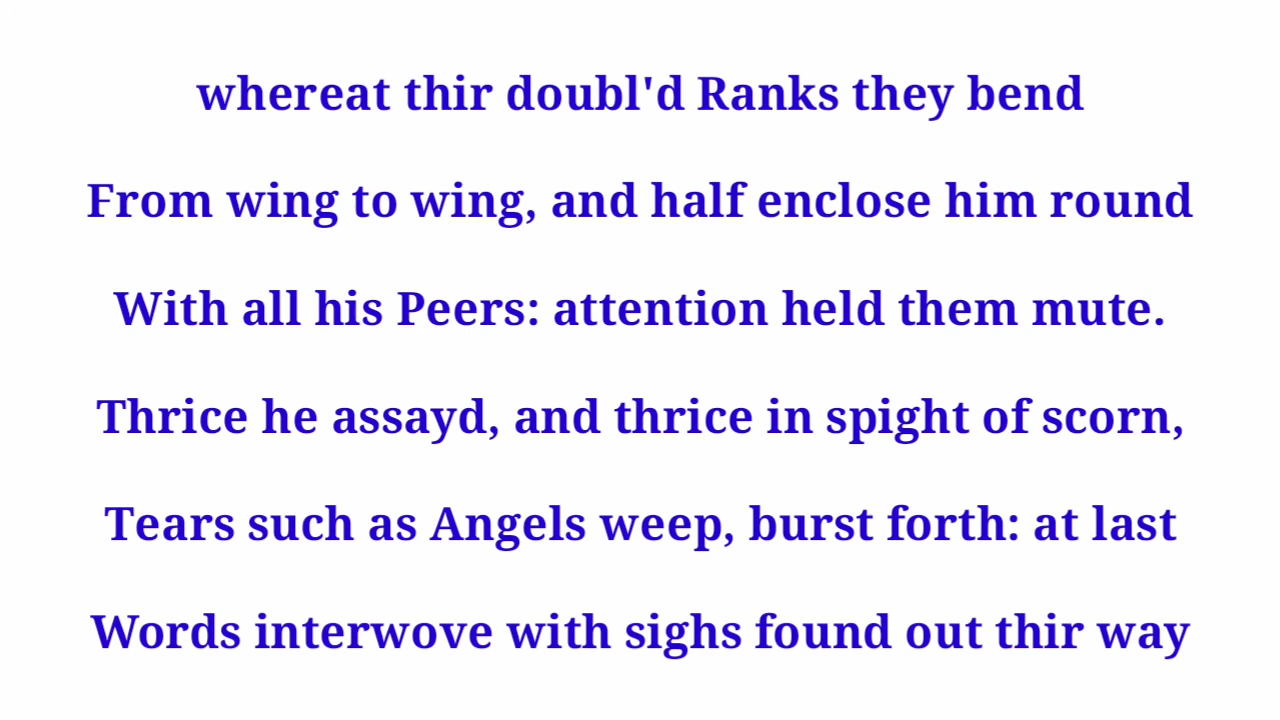 whereat thir doubl'd Ranks they bend
From wing to wing, and half enclose him round
With all his Peers: attention held them mute.
Thrice he assayd, and thrice in spight of scorn,
Tears such as Angels weep, burst forth: at last
Words interwove with sighs found out thir way